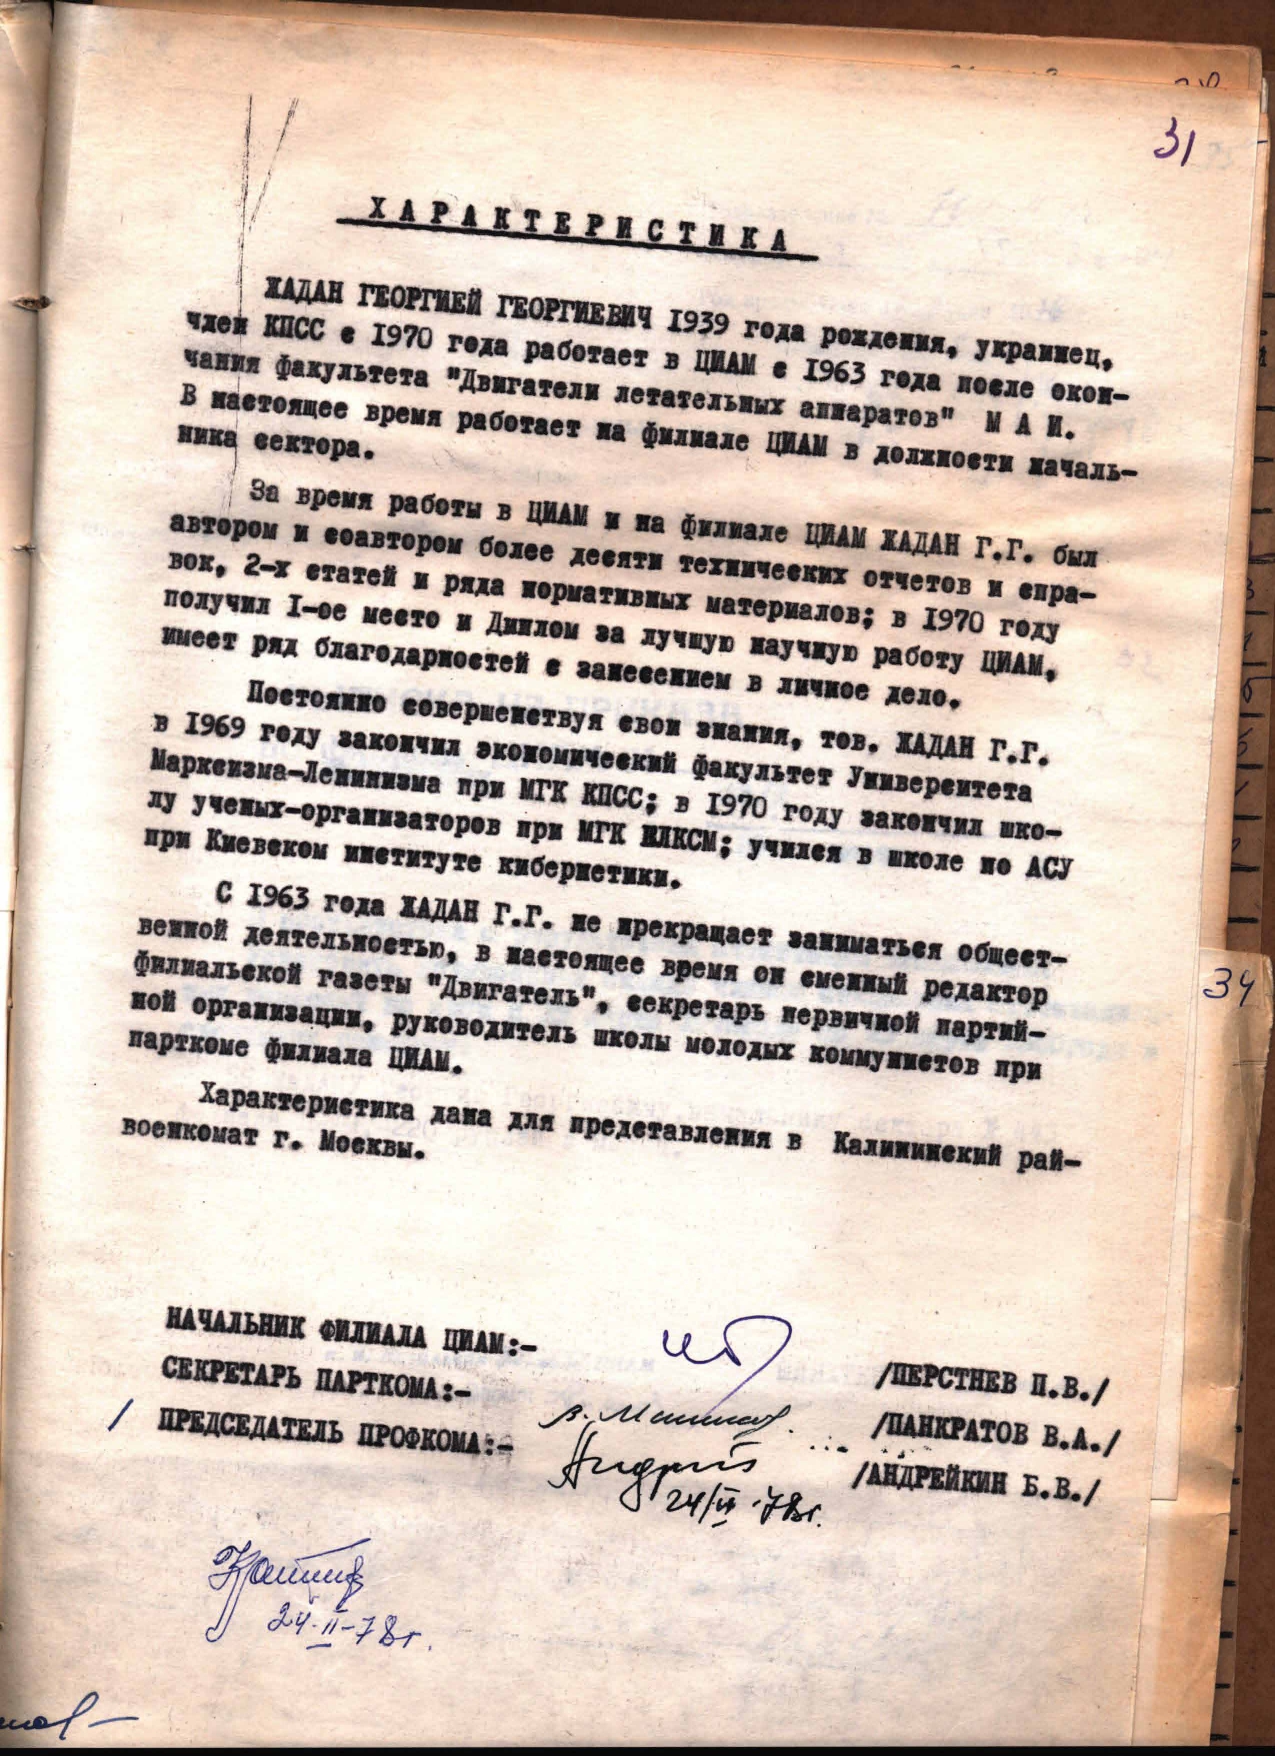 31
ХАРАКТЕРИСТИКА
ЖАДАН ГЕОРГИЕЙ ГЕОРГИЕВИЧ 1939 года рождения, украинец,
член КПСС с 1970 года работает в ЦИАМ с 1963 года после окон-
чания факультета "Двигатели летательных аппаратов" М А И.
В настоящее время работает на филиале ЦИАМ в должности началь-
ника сектора.
За время работы в ЦИАМ и на филиале ЦИАМ ЖАДАН Г.Г. был
автором и соавтором более десяти технических отчетов и спра-
вок, 2-х статей и ряда нормативных материалов; в 1970 году
получил I-ое место и Диплом за лучшую научную работу ЦИАМ,
имеет ряд благодарностей с занесением в личное дело.
Постоянно совершенствуя свои знания, тов. ЖАДАН Г.Г.
в 1969 году закончил экономический факультет Университета
Марксизма-Ленинизма при МГК КПСС; в 1970 году закончил шко-
лу ученых-организаторов при МГК ВЛКСМ; учился в школе по АСУ
при Киевском институте кибернетики.
С 1963 года ЖАДАН Г.Г. не прекращает заниматься общест-
венной деятельностью, в настоящее время он сменный редактор
филиальской газеты "Двигатель", секретарь первичной партий-
ной организации, руководитель школы молодых коммунистов при
парткоме филиала ЦИАМ.
Характеристика дана для представления в Калининский рай-
военкомат г. Москвы.
34
НАЧАЛЬНИК ФИЛИАЛА ЦИАМ:- /ПЕРСТНЕВ П.В./
СЕКРЕТАРЬ ПАРТКОМА:- /ПАНКРАТОВ В.А./
ПРЕДСЕДАТЕЛЬ ПРОФКОМА:- /АНДРЕЙКИН Б.В./
24/II-78г.
24-II-78г.